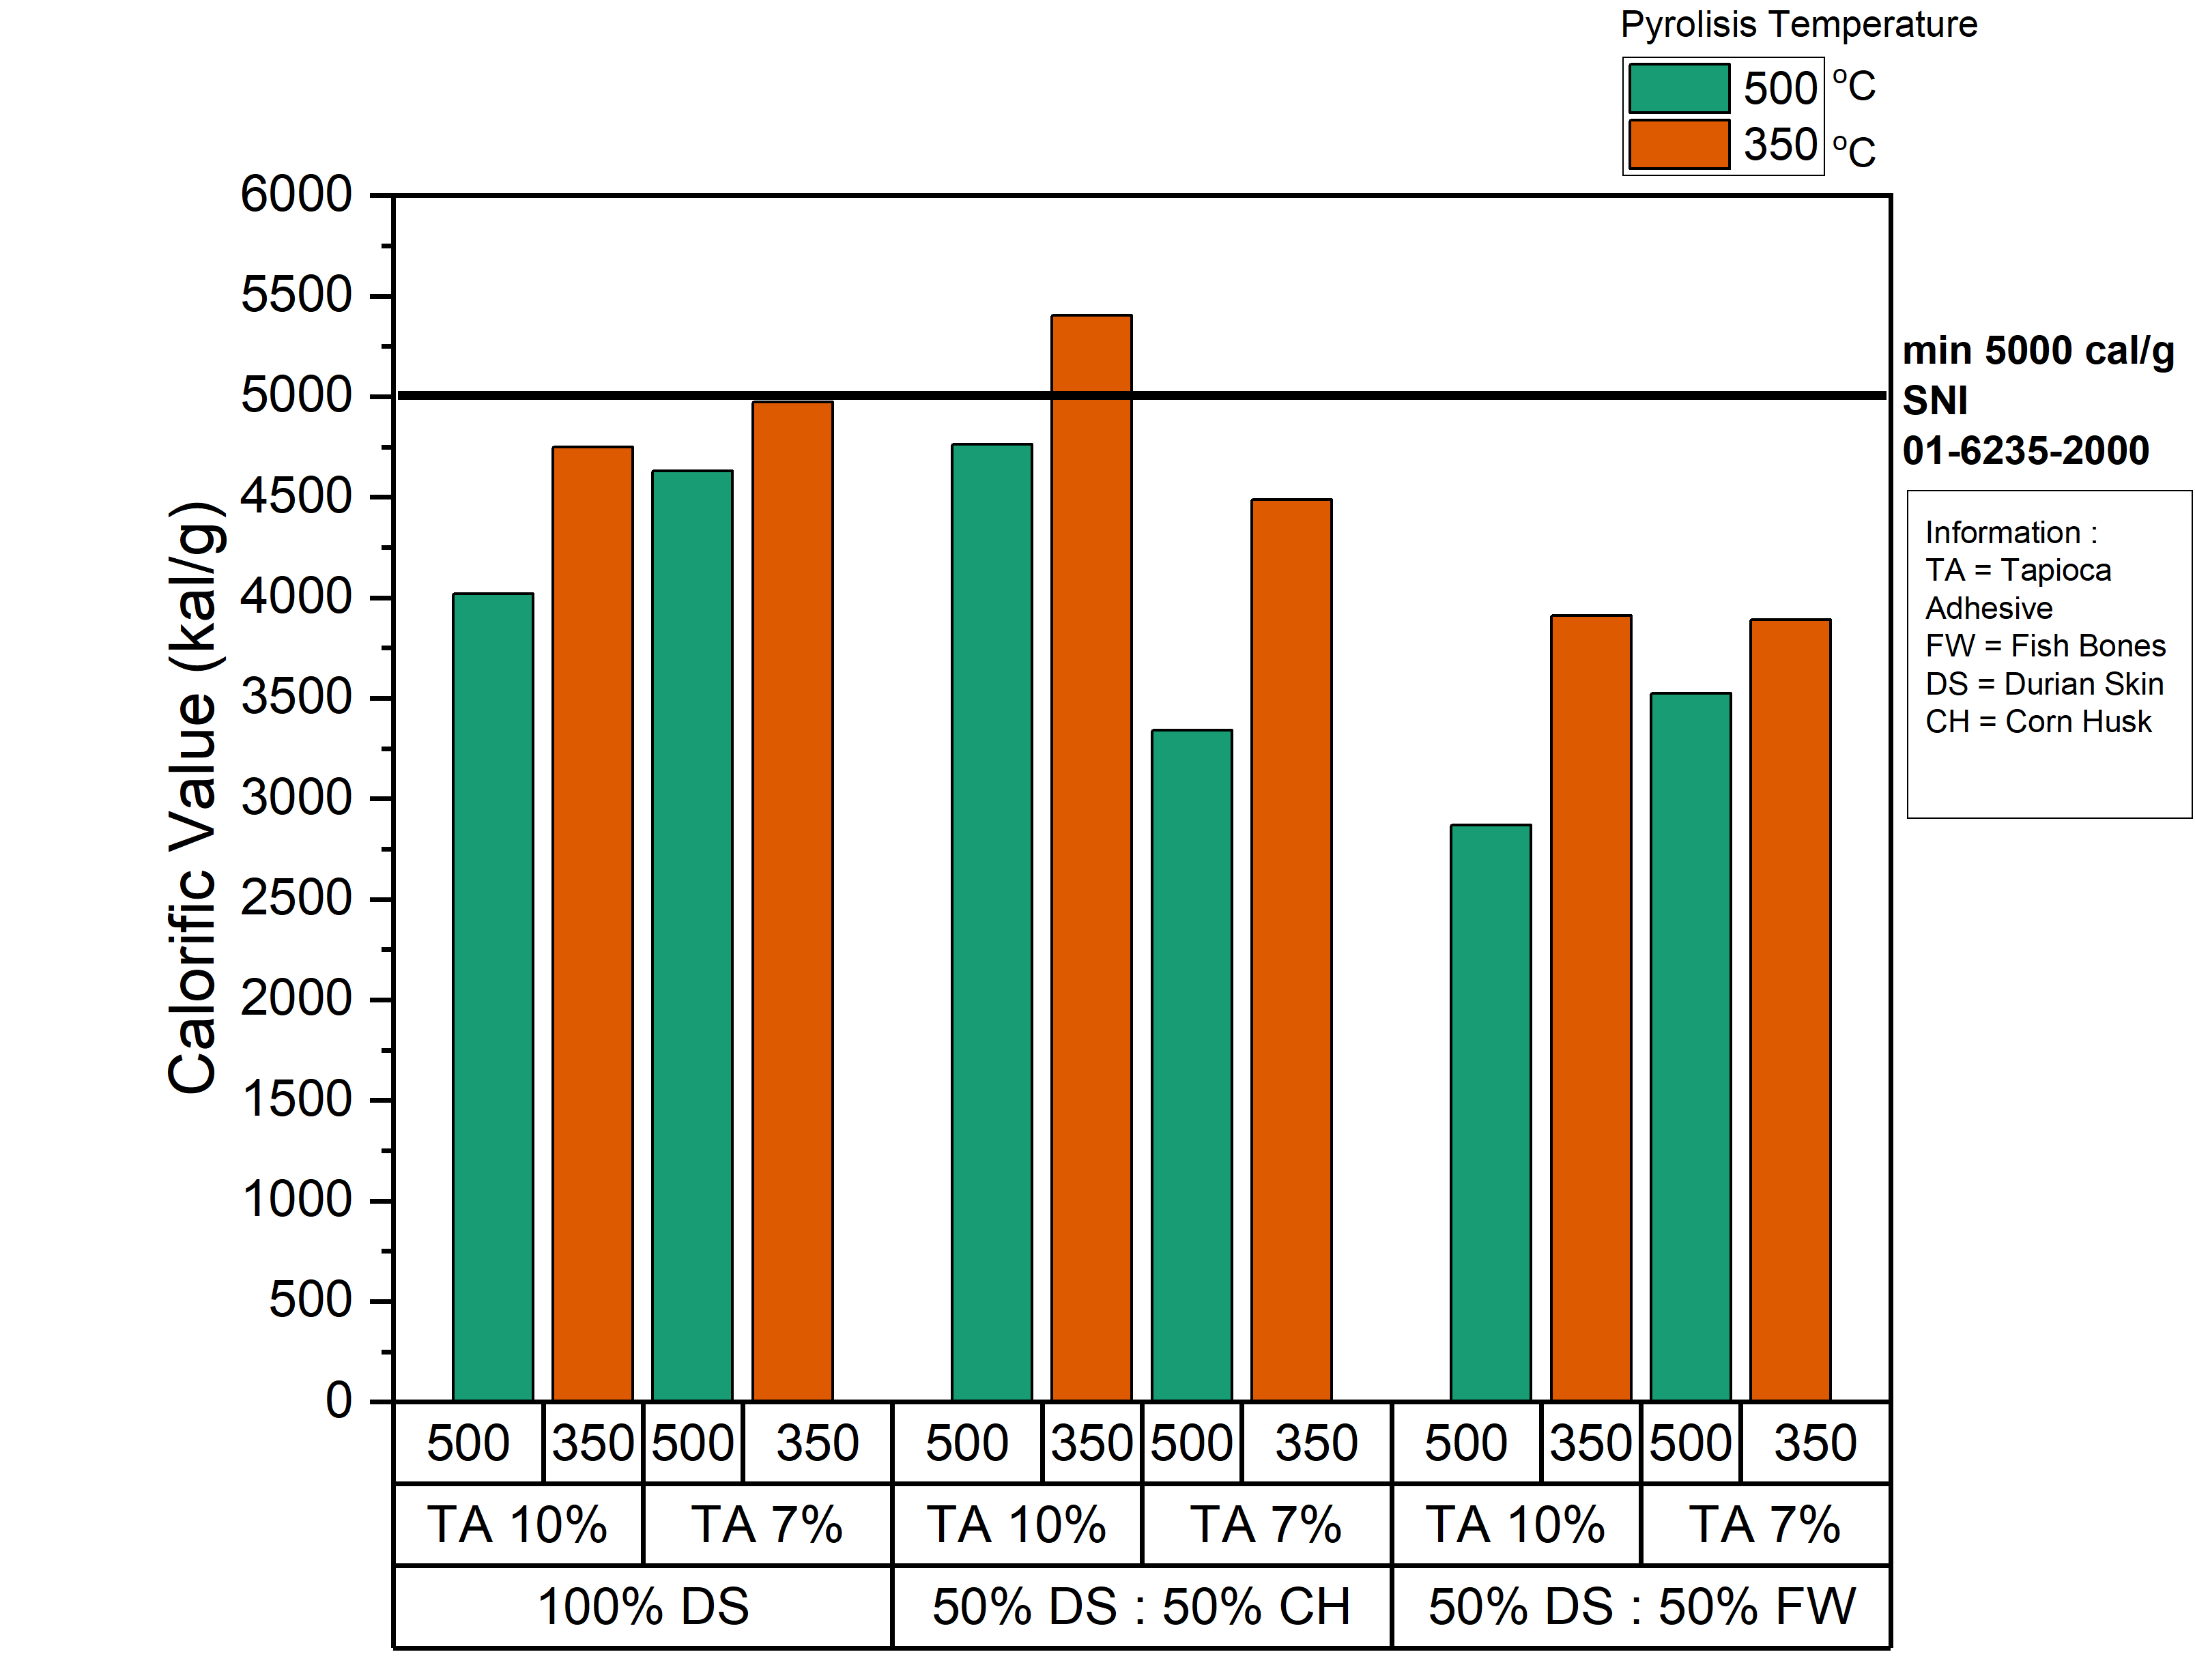 Pyrolisis Temperature
500 °C
350 °C
6000
5500
5000
4500
4000
3500
3000
2500
2000
1500
1000
500
0
Calorific Value (kal/g)
min 5000 cal/g
SNI
01-6235-2000
Information :
TA = Tapioca
Adhesive
FW = Fish Bones
DS = Durian Skin
CH = Corn Husk
500 350 500 350 500 350 500 350 500 350 500 350
TA 10% TA 7% TA 10% TA 7% TA 10% TA 7%
100% DS 50% DS : 50% CH 50% DS : 50% FW